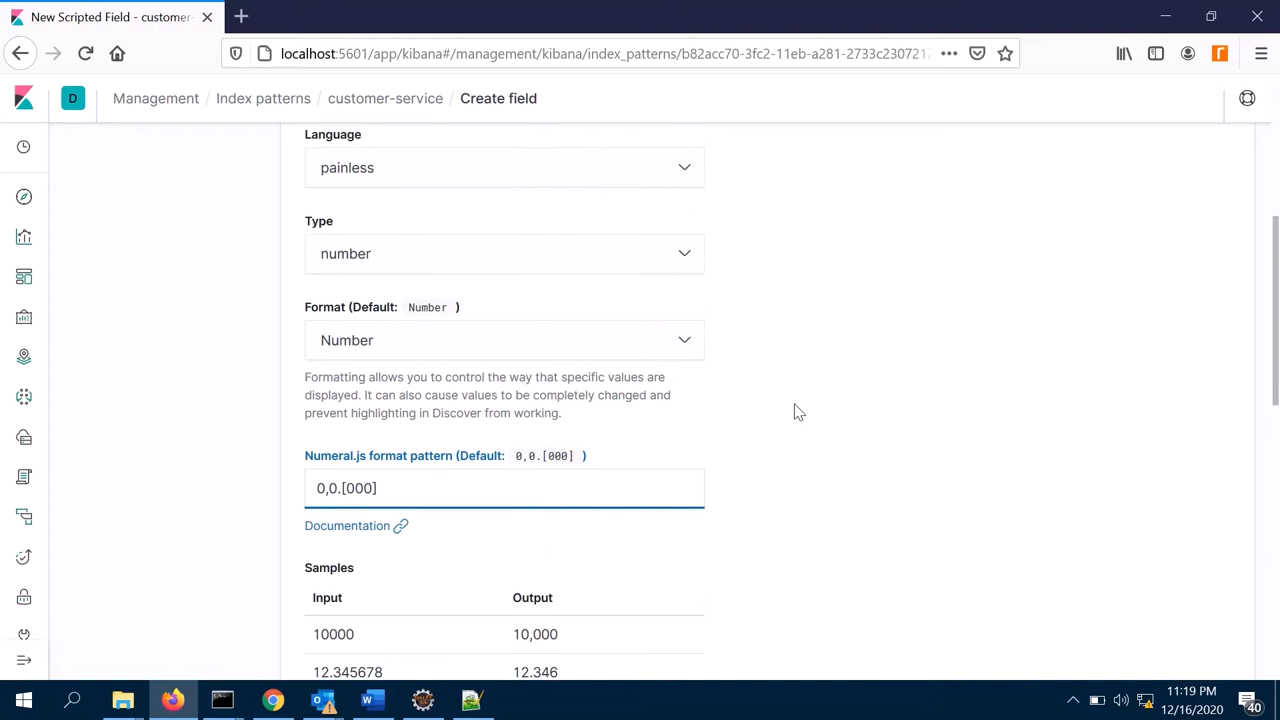 New Scripted Field - customer-
localhost:5601/app/kibana#/management/kibana/index_patterns/b82acc70-3fc2-11eb-a281-2733c2307212
D
Management / Index patterns / customer-service / Create field
Language
painless
Type
number
Format (Default: Number )
Number
Formatting allows you to control the way that specific values are
displayed. It can also cause values to be completely changed and
prevent highlighting in Discover from working.
Numeral.js format pattern (Default: 0,0.[000] )
0,0.[000]
Documentation
Samples
Input Output
10000 10,000
12.345678 12.346
11:19 PM
12/16/2020
40